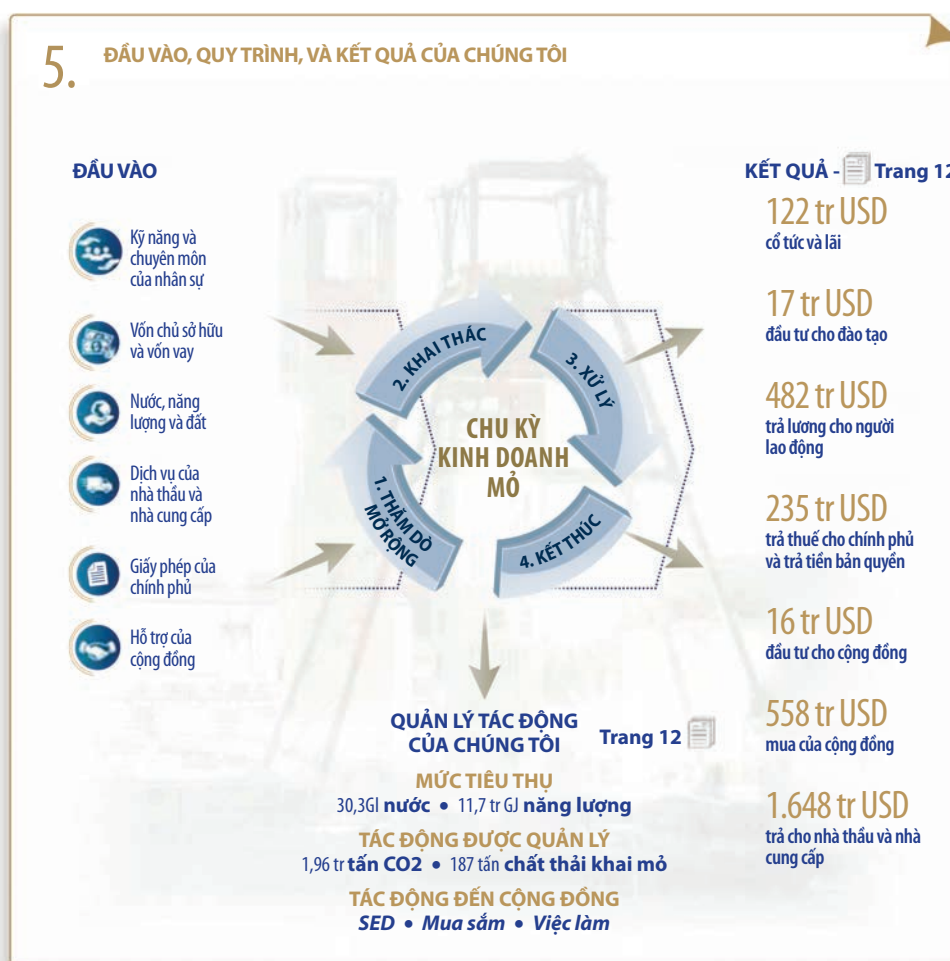 5.
ĐẦU VÀO, QUY TRÌNH, VÀ KẾT QUẢ CỦA CHÚNG TÔI
ĐẦU VÀO
Kỹ năng và
chuyên môn
của nhân sự
Vốn chủ sở hữu
và vốn vay
Nước, năng
lượng và đất
Dịch vụ của
nhà thầu và
nhà cung cấp
Giấy phép của
chính phủ
Hỗ trợ của
cộng đồng
2. KHAI THÁC
3. XỬ LÝ
CHU KỲ
KINH DOANH
MỎ
1. THĂM DÒ
MỞ RỘNG
4. KẾT THÚC
QUẢN LÝ TÁC ĐỘNG
CỦA CHÚNG TÔI
Trang 12
MỨC TIÊU THỤ
30,3Gl nước • 11,7 tr GJ năng lượng
TÁC ĐỘNG ĐƯỢC QUẢN LÝ
1,96 tr tấn CO2 • 187 tấn chất thải khai mỏ
TÁC ĐỘNG ĐẾN CỘNG ĐỒNG
SED • Mua sắm • Việc làm
KẾT QUẢ - Trang 12
122 tr USD
cổ tức và lãi
17 tr USD
đầu tư cho đào tạo
482 tr USD
trả lương cho người
lao động
235 tr USD
trả thuế cho chính phủ
và trả tiền bản quyền
16 tr USD
đầu tư cho cộng đồng
558 tr USD
mua của cộng đồng
1.648 tr USD
trả cho nhà thầu và nhà
cung cấp